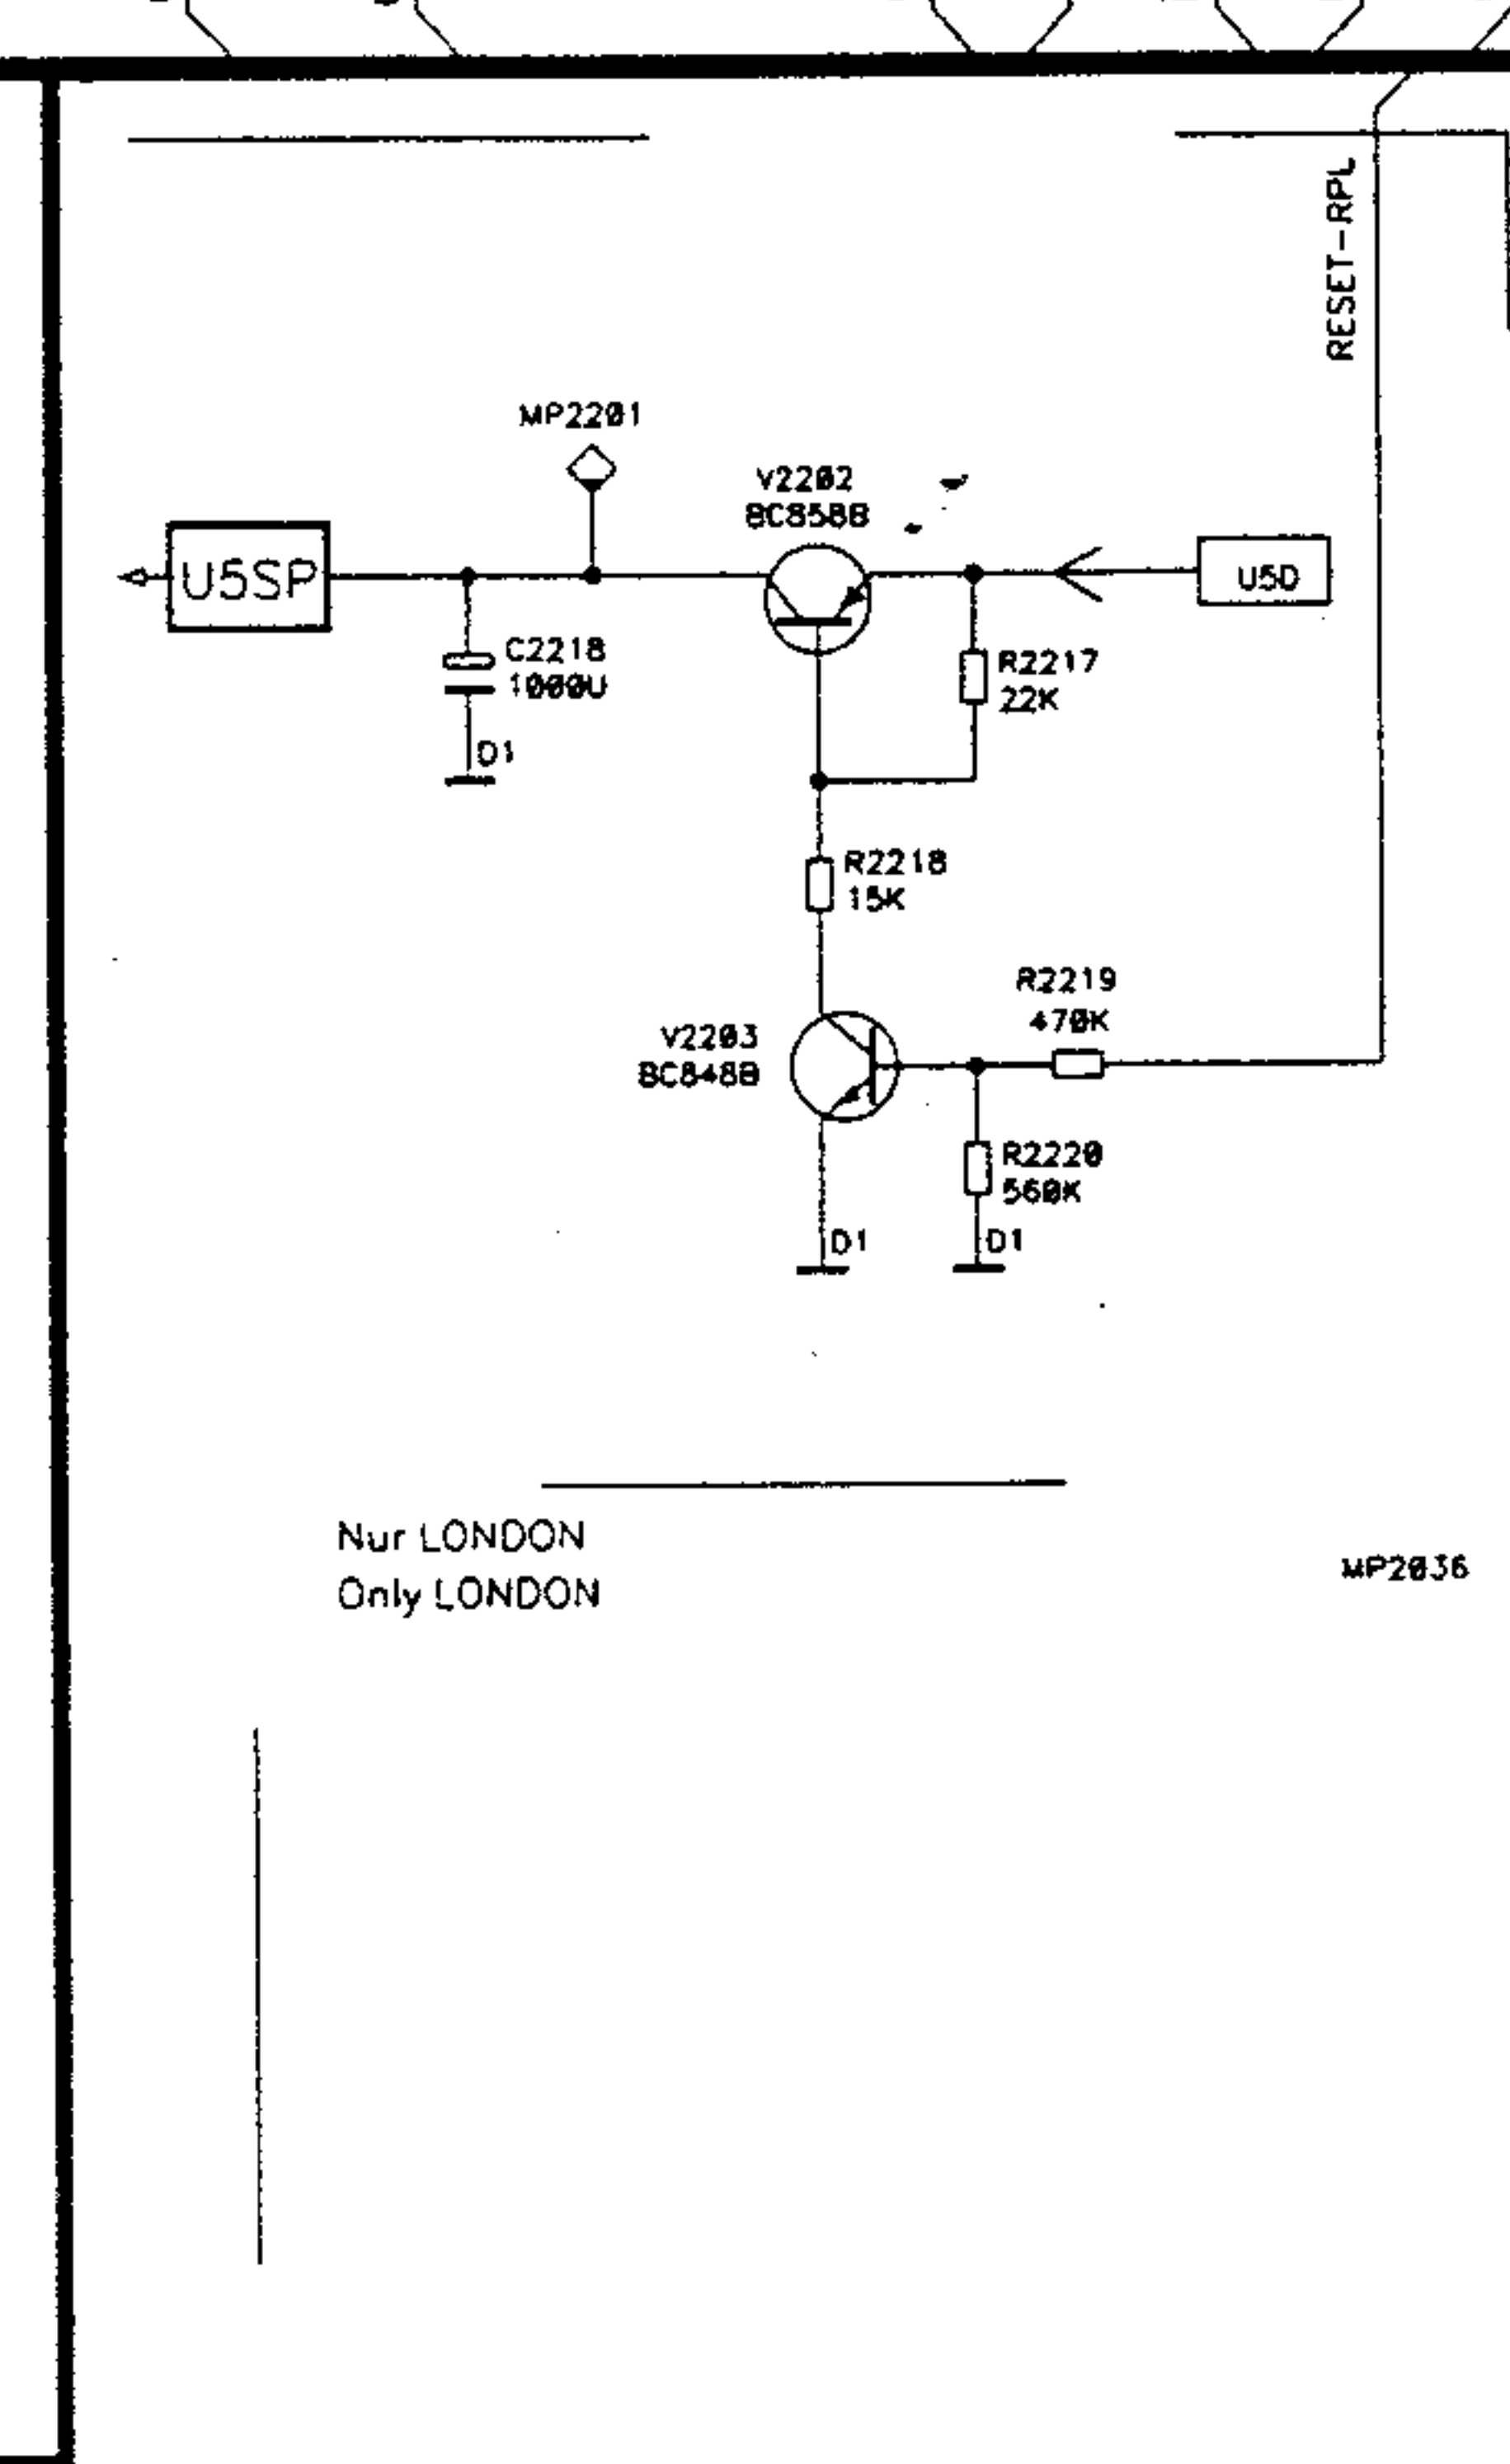 RESET-RPL
MP2201
V2202
BC858B
U5SP
U5D
C2218
1000U
R2217
22K
D1
R2218
15K
R2219
470K
V2203
BC848B
R2220
560K
D1
D1
Nur LONDON
Only LONDON
MP2036